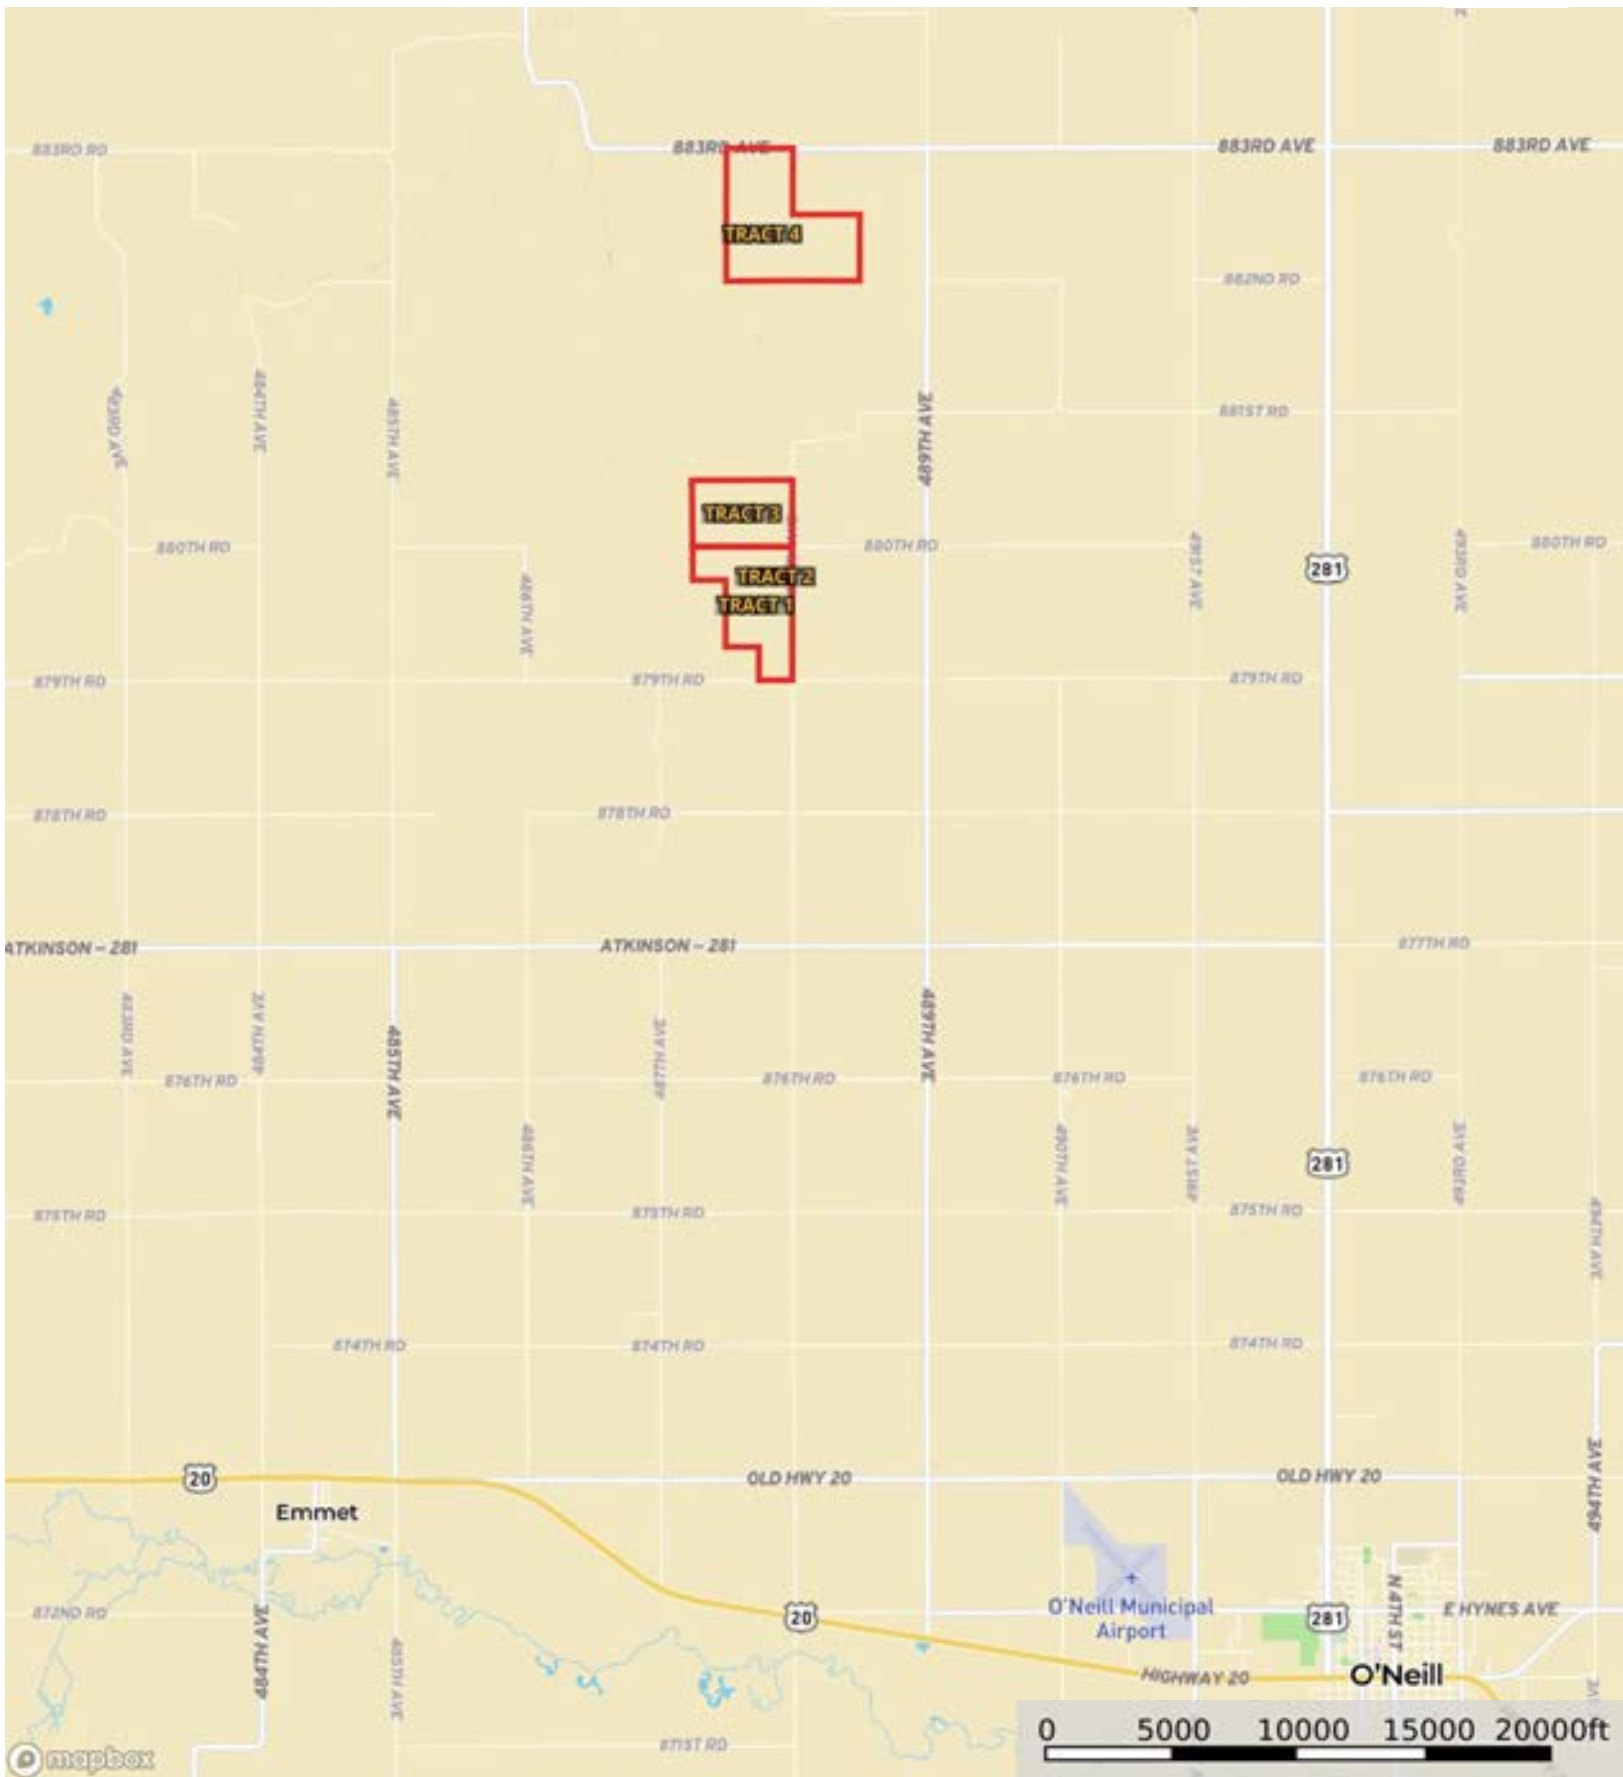 883RD RD
883RD AVE
883RD AVE
883RD AVE
TRACT 4
882ND RD
483RD AVE
484TH AVE
485TH AVE
489TH AVE
881ST RD
TRACT 3
880TH RD
880TH RD
880TH RD
486TH AVE
TRACT 2
TRACT 1
491ST AVE
281
493RD AVE
879TH RD
879TH RD
879TH RD
878TH RD
878TH RD
ATKINSON – 281
ATKINSON – 281
877TH RD
483RD AVE
484TH AVE
485TH AVE
487TH AVE
489TH AVE
876TH RD
876TH RD
876TH RD
876TH RD
486TH AVE
490TH AVE
491ST AVE
281
493RD AVE
875TH RD
875TH RD
875TH RD
494TH AVE
874TH RD
874TH RD
874TH RD
20
OLD HWY 20
OLD HWY 20
494TH AVE
Emmet
872ND RD
484TH AVE
485TH AVE
20
O'Neill Municipal
Airport
281
N 4TH ST
E HYNES AVE
HIGHWAY 20
O'Neill
871ST RD
0 5000 10000 15000 20000ft
mapbox